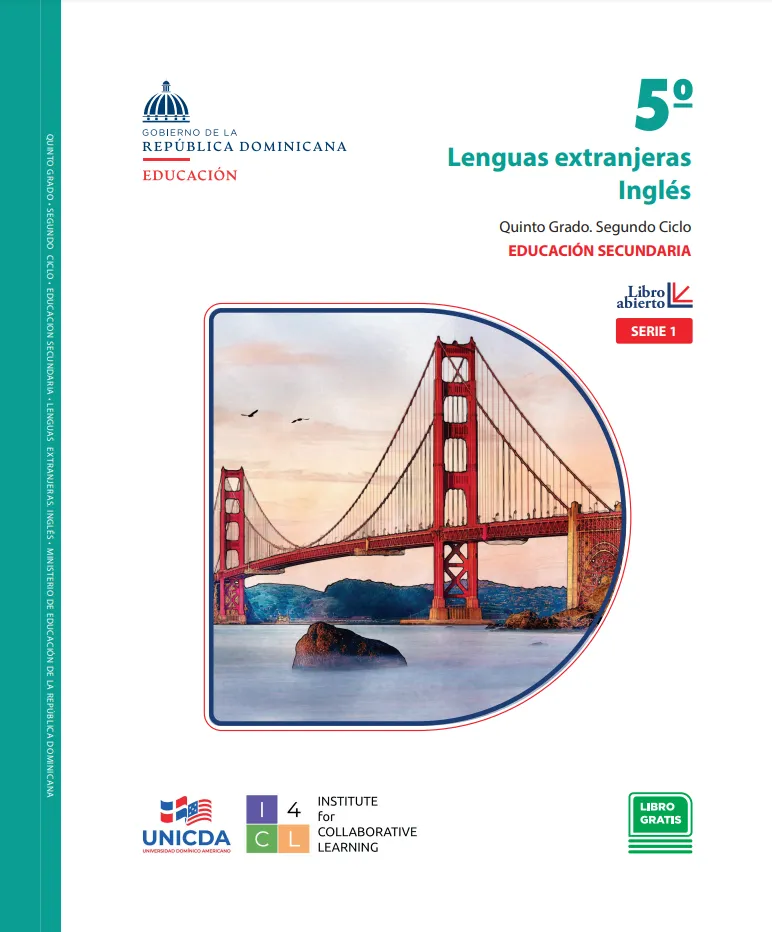 QUINTO GRADO • SEGUNDO CICLO • EDUCACION SECUNDARIA • LENGUAS EXTRANJERAS, INGLÉS • MINISTERIO DE EDUCACIÓN DE LA REPÚBLICA DOMINICANA
GOBIERNO DE LA
REPÚBLICA DOMINICANA
EDUCACIÓN
5º
Lenguas extranjeras
Inglés
Quinto Grado. Segundo Ciclo
EDUCACIÓN SECUNDARIA
Libro
abierto
SERIE 1
UNICDA
UNIVERSIDAD DOMÍNICO AMERICANO
I 4
C L
INSTITUTE
for
COLLABORATIVE
LEARNING
LIBRO
GRATIS